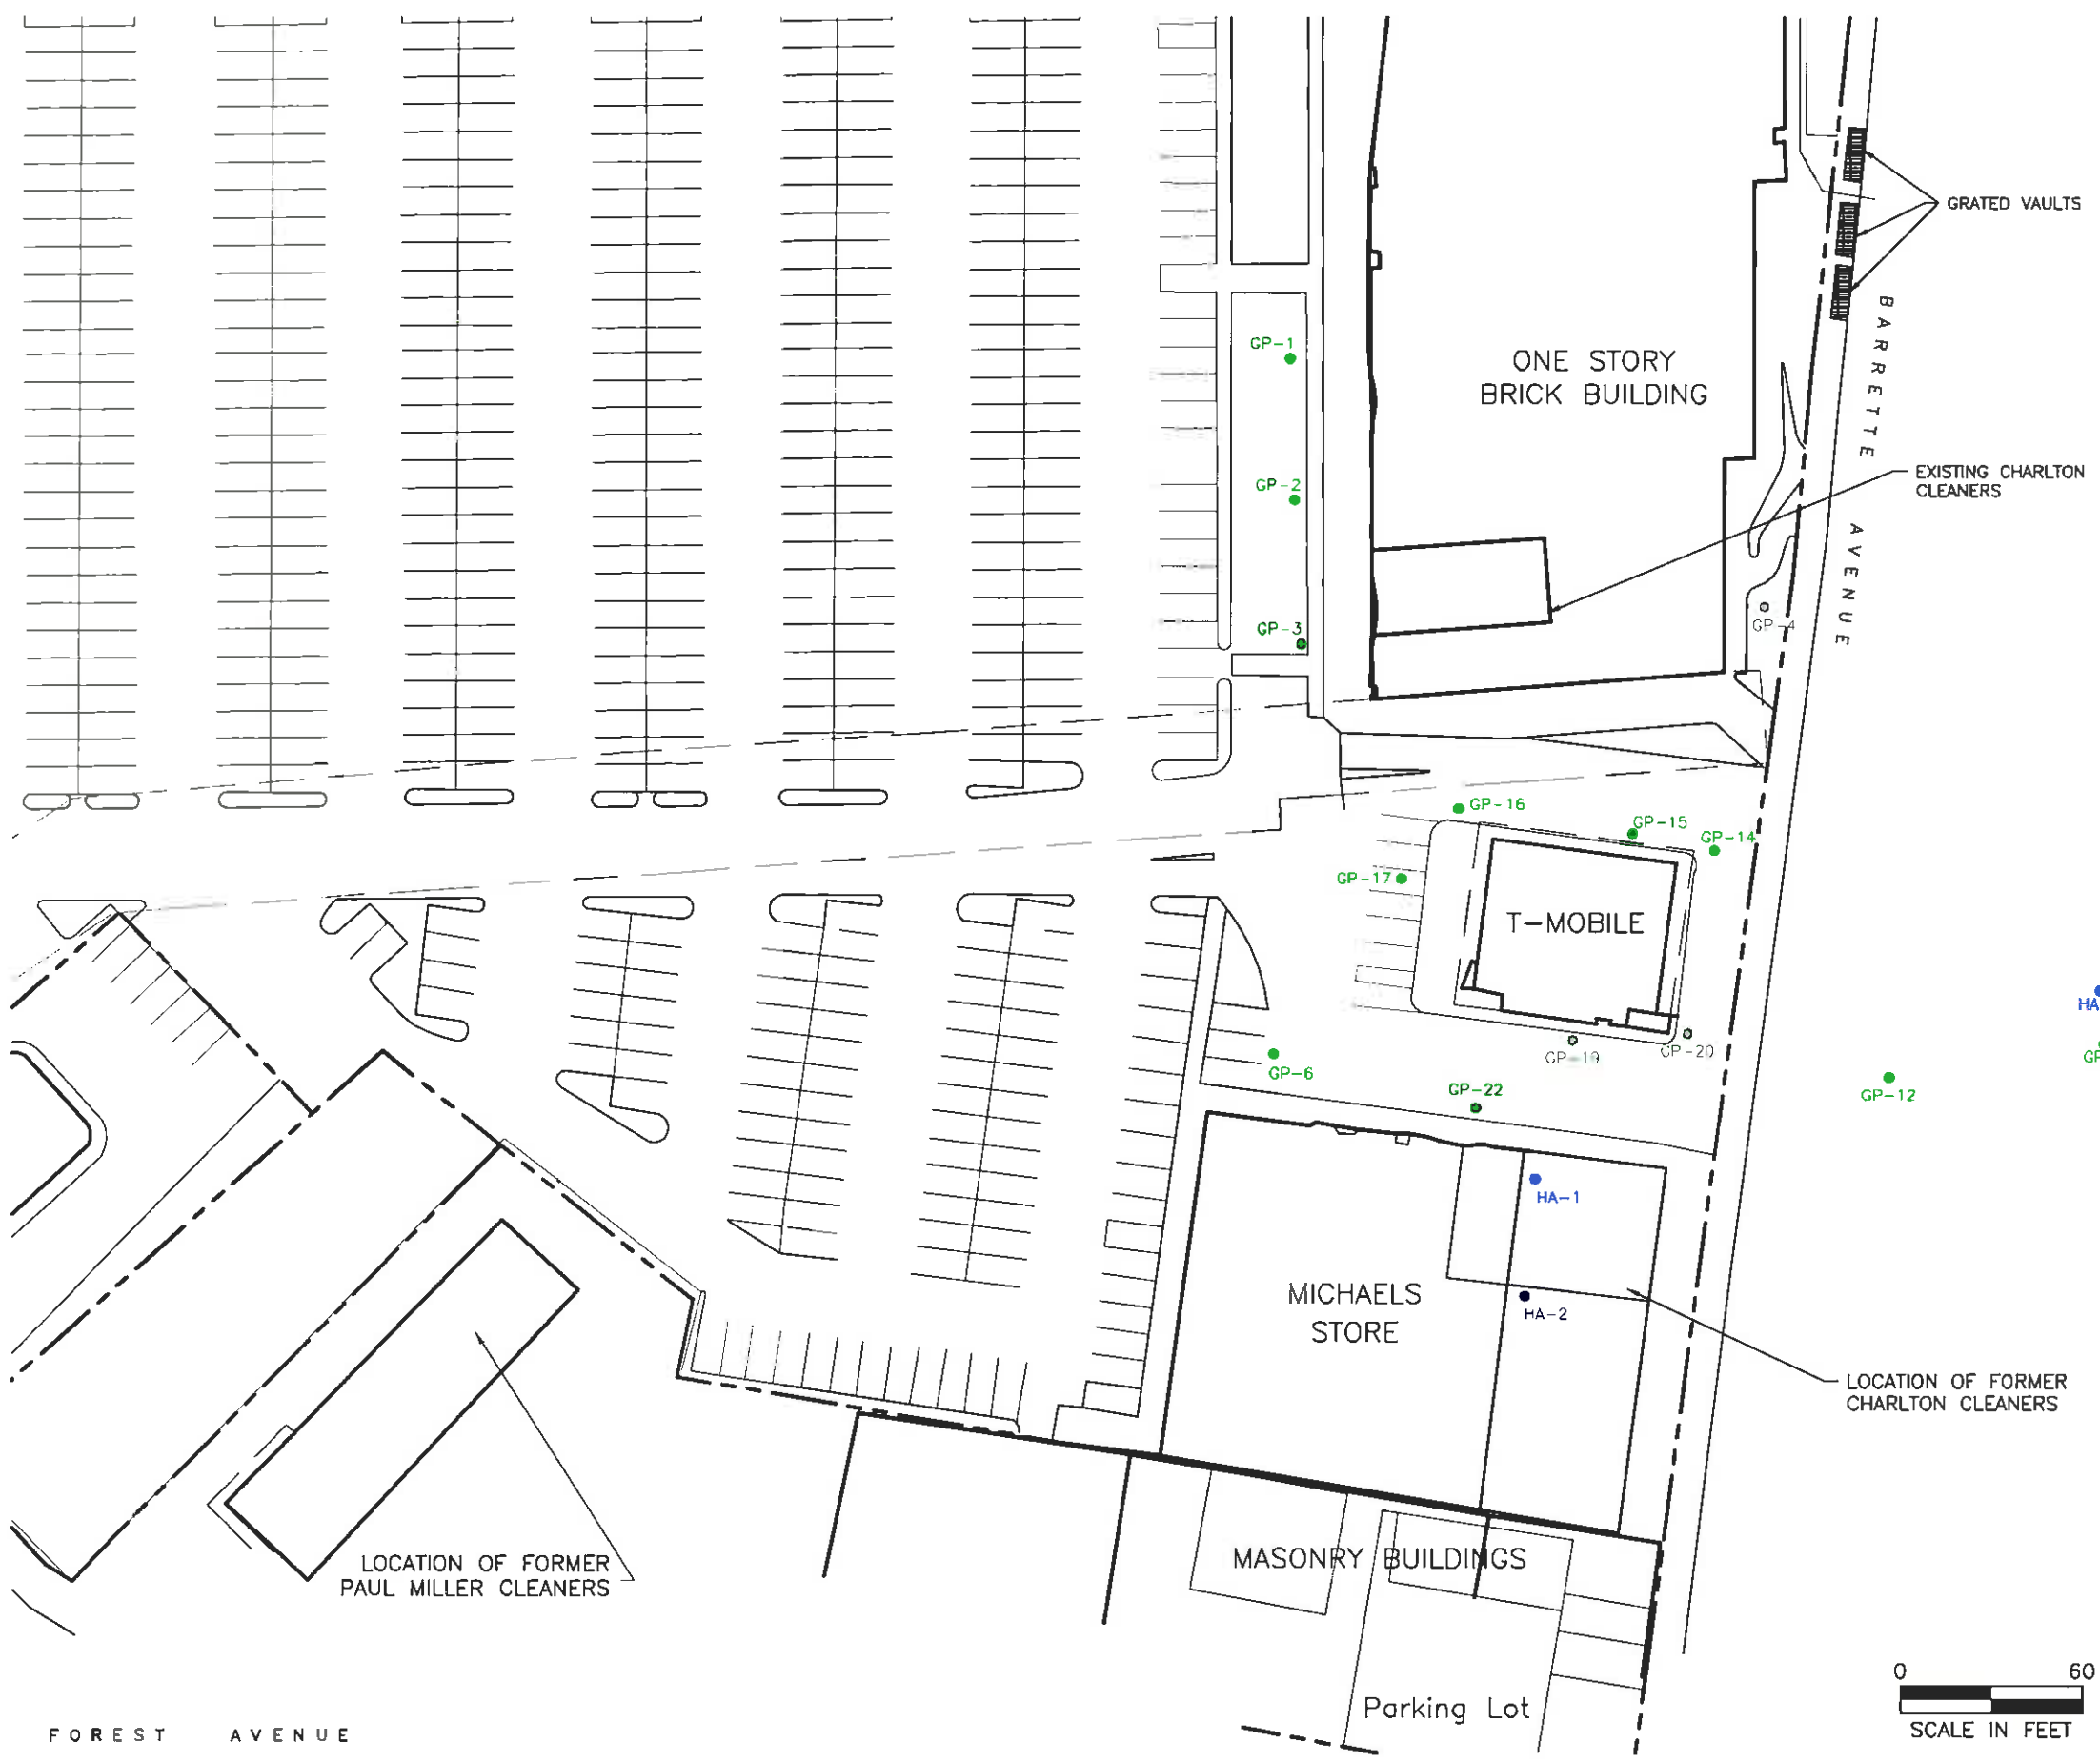 GRATED VAULTS
BARRETTE AVENUE
GP-1
ONE STORY
BRICK BUILDING
EXISTING CHARLTON
CLEANERS
GP-2
GP-3
GP-4
GP-16
GP-15
GP-14
GP-17
T-MOBILE
HA
GP-19
GP-20
GP
GP-6
GP-22
GP-12
HA-1
MICHAELS
STORE
HA-2
LOCATION OF FORMER
CHARLTON CLEANERS
LOCATION OF FORMER
PAUL MILLER CLEANERS
MASONRY BUILDINGS
Parking Lot
0 60
SCALE IN FEET
FOREST AVENUE